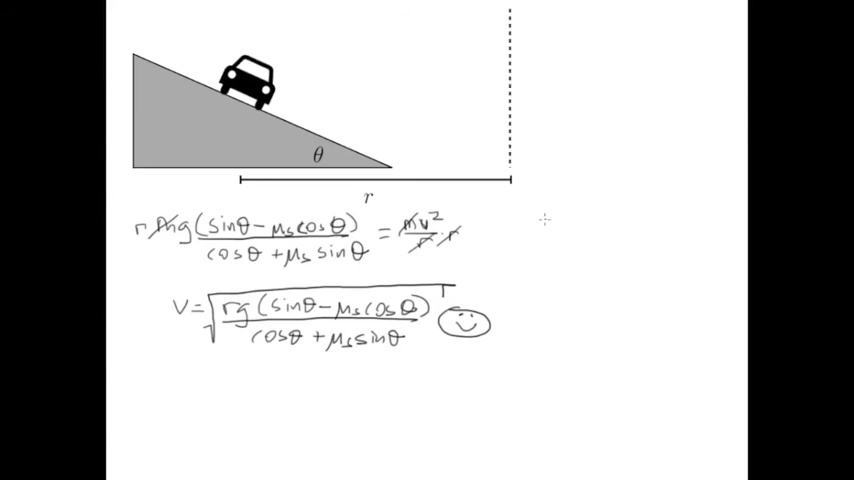 θ
r
r mg(sinθ - μs cosθ) / cosθ + μs sinθ = mv² / r · r
v = √(rg(sinθ - μs cosθ) / cosθ + μs sinθ)